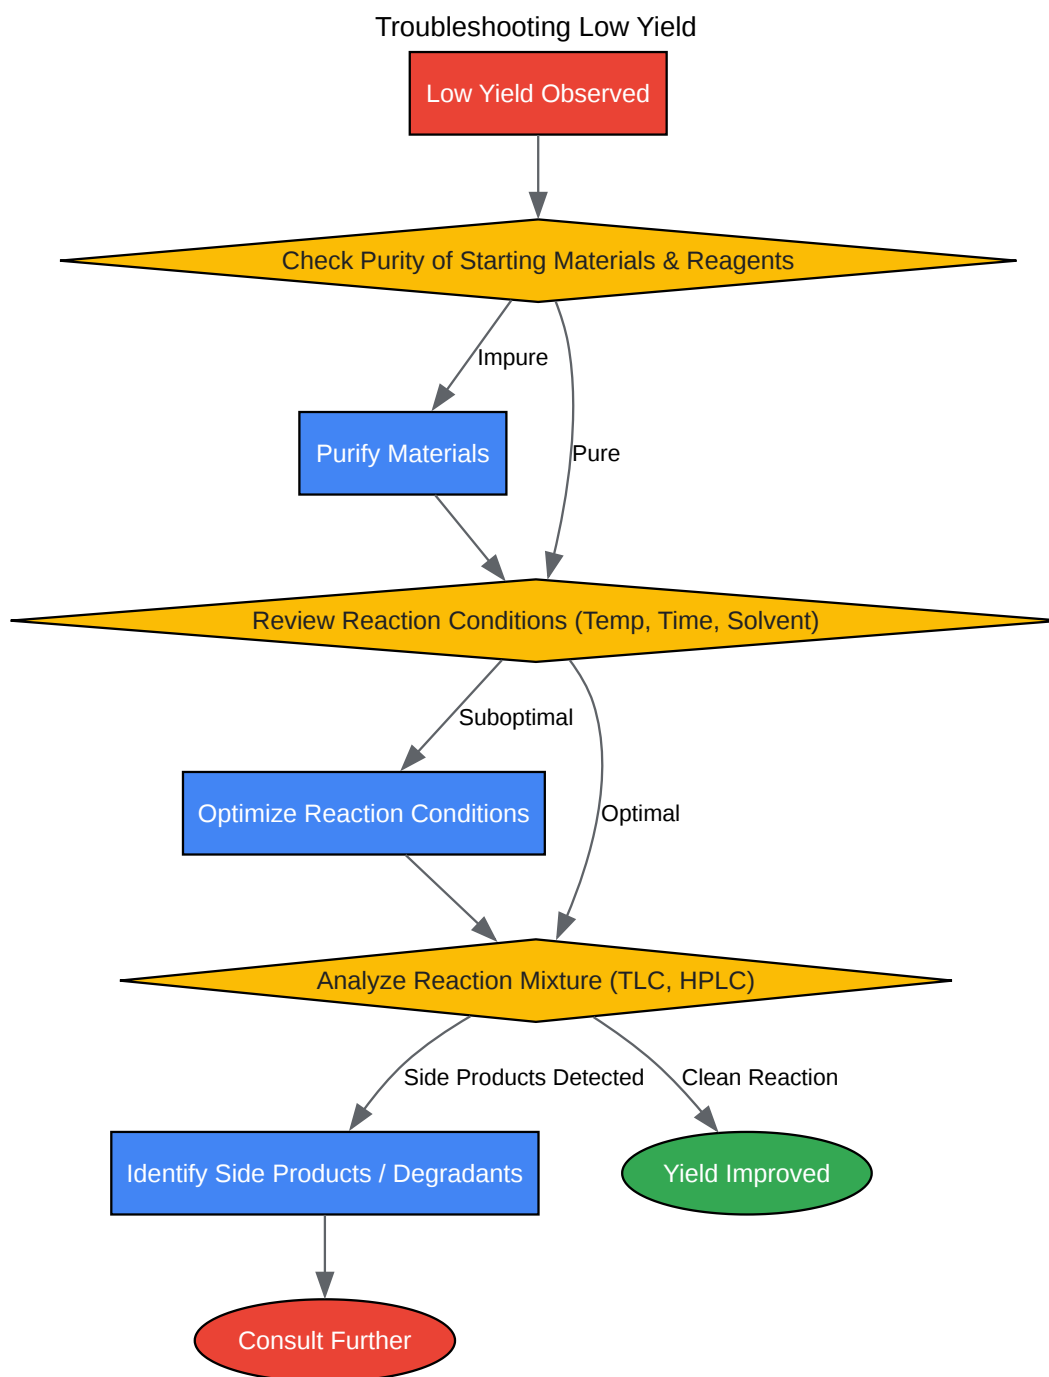 Troubleshooting Low Yield
Low Yield Observed
Check Purity of Starting Materials & Reagents
Impure
Purify Materials
Pure
Review Reaction Conditions (Temp, Time, Solvent)
Suboptimal
Optimize Reaction Conditions
Optimal
Analyze Reaction Mixture (TLC, HPLC)
Side Products Detected
Clean Reaction
Identify Side Products / Degradants
Yield Improved
Consult Further